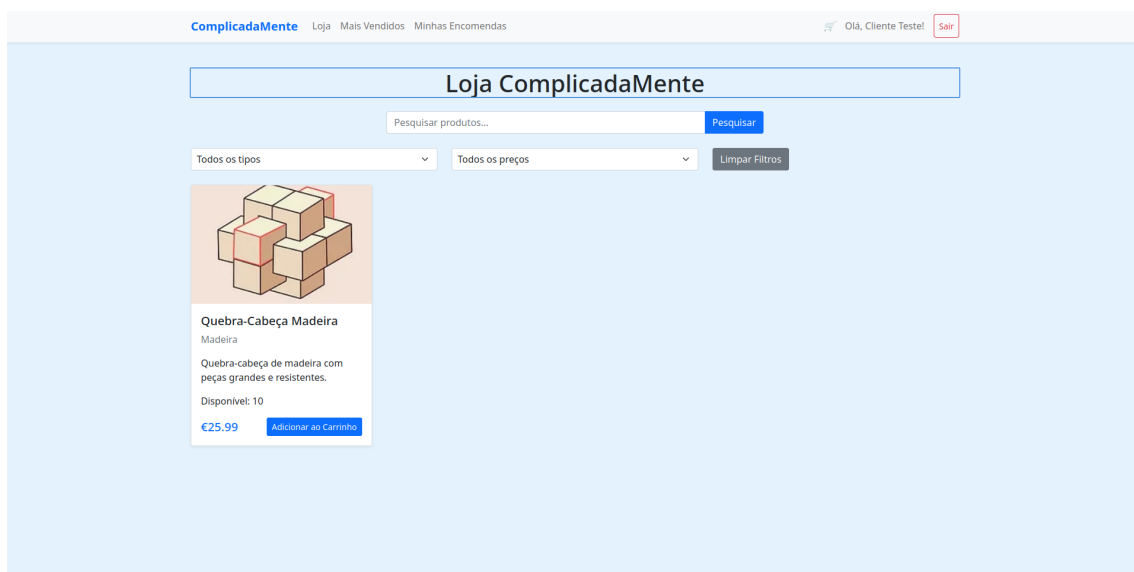 ComplicadaMente Loja Mais Vendidos Minhas Encomendas Olá, Cliente Teste! Sair
Loja ComplicadaMente
Pesquisar produtos... Pesquisar
Todos os tipos Todos os preços Limpar Filtros
Quebra-Cabeça Madeira
Madeira
Quebra-cabeça de madeira com
peças grandes e resistentes.
Disponível: 10
€25.99 Adicionar ao Carrinho